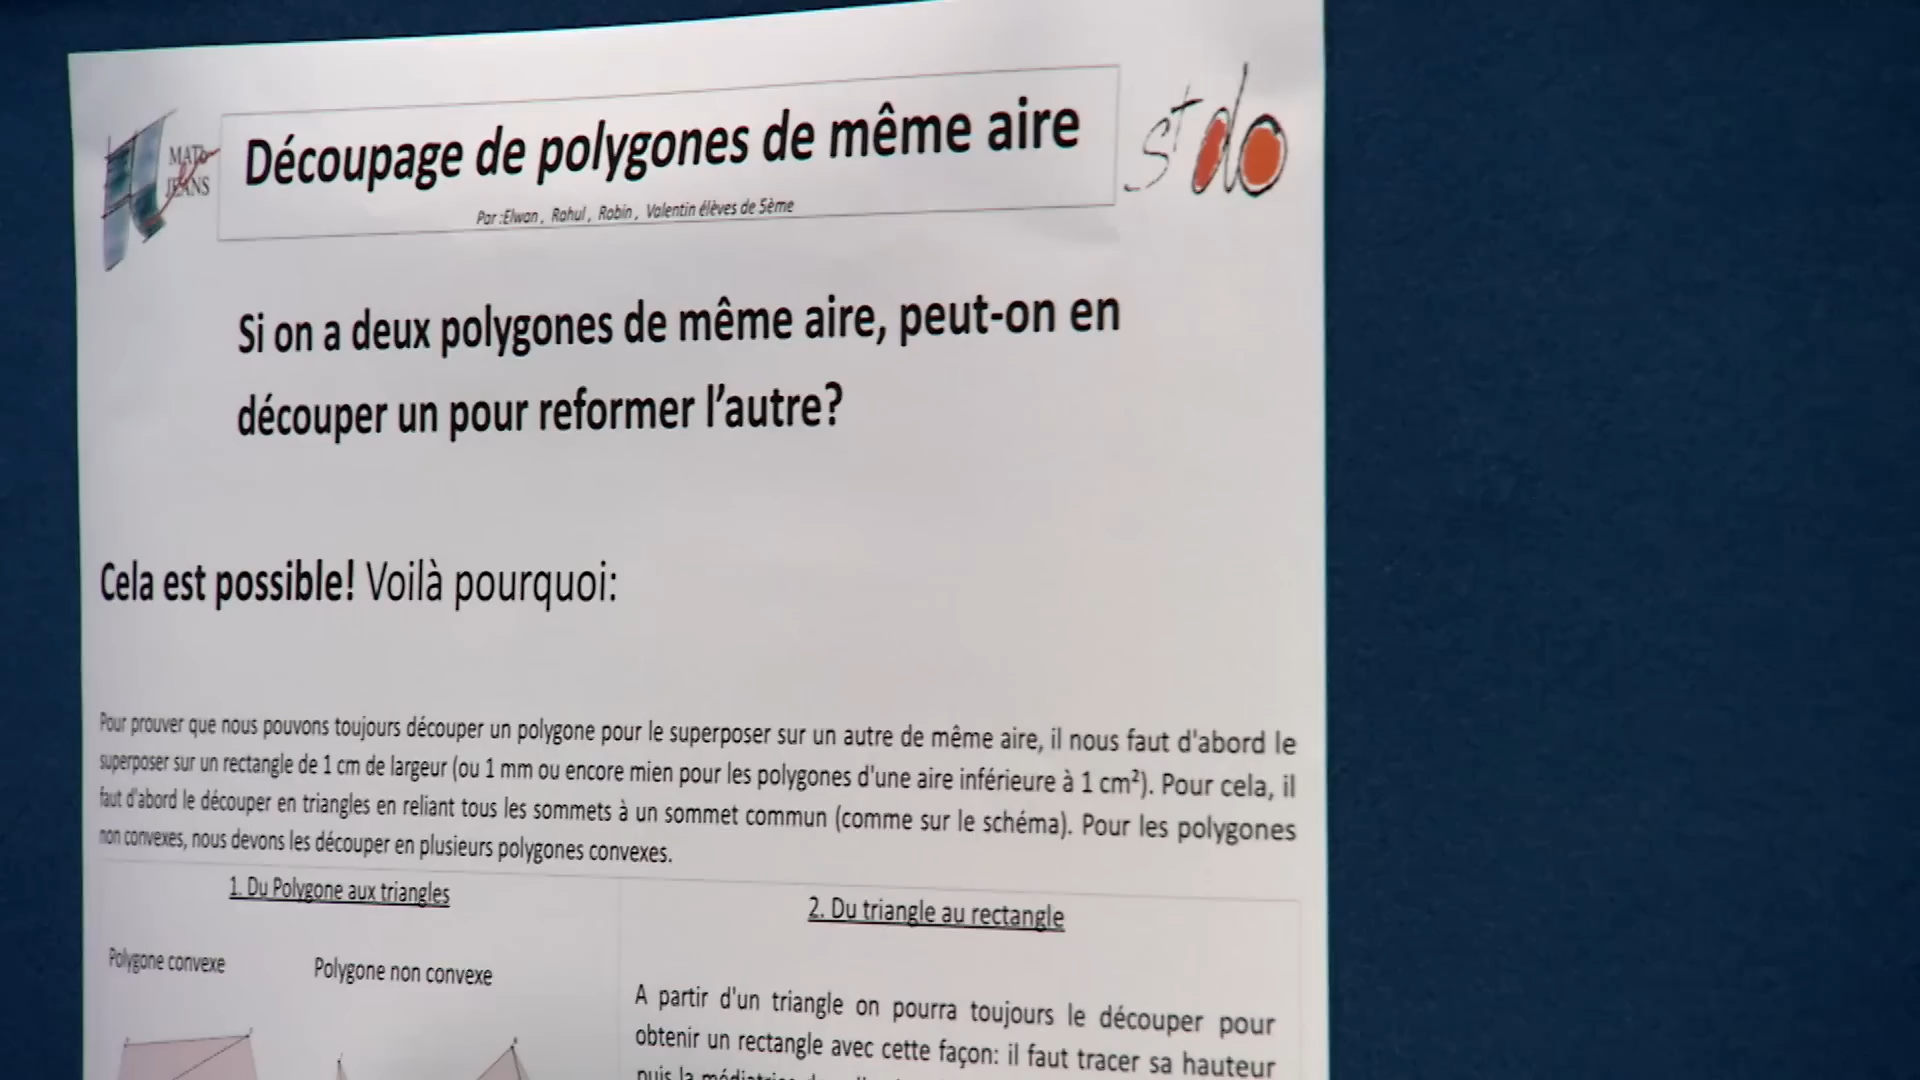 MATh
en
JEANS
Découpage de polygones de même aire
Par :Elwan , Rahul , Robin , Valentin élèves de 5ème
St do
Si on a deux polygones de même aire, peut-on en
découper un pour reformer l'autre?
Cela est possible! Voilà pourquoi:
Pour prouver que nous pouvons toujours découper un polygone pour le superposer sur un autre de même aire, il nous faut d'abord le
superposer sur un rectangle de 1 cm de largeur (ou 1 mm ou encore mien pour les polygones d'une aire inférieure à 1 cm²). Pour cela, il
faut d'abord le découper en triangles en reliant tous les sommets à un sommet commun (comme sur le schéma). Pour les polygones
non convexes, nous devons les découper en plusieurs polygones convexes.
1. Du Polygone aux triangles
Polygone convexe
Polygone non convexe
2. Du triangle au rectangle
A partir d'un triangle on pourra toujours le découper pour
obtenir un rectangle avec cette façon: il faut tracer sa hauteur
puis la médiatrice